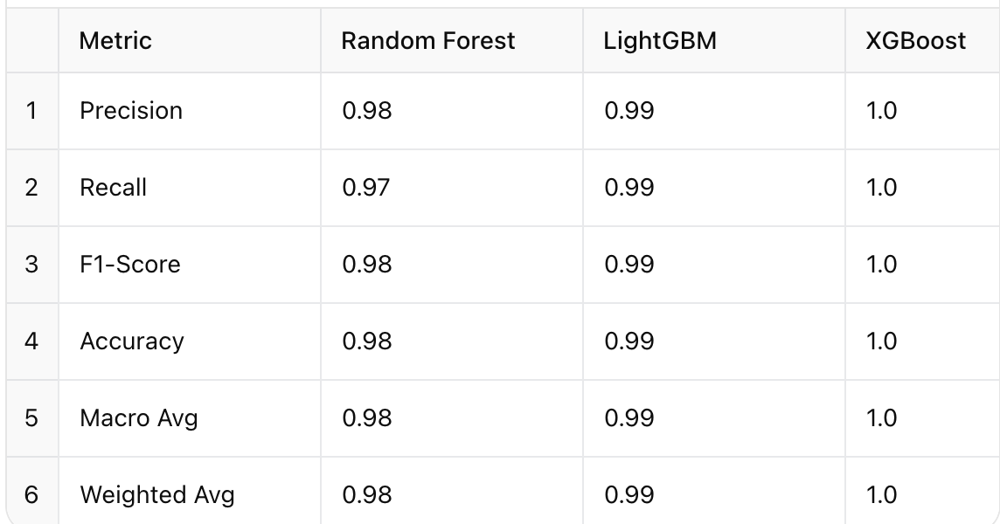 Metric Random Forest LightGBM XGBoost
1 Precision 0.98 0.99 1.0
2 Recall 0.97 0.99 1.0
3 F1-Score 0.98 0.99 1.0
4 Accuracy 0.98 0.99 1.0
5 Macro Avg 0.98 0.99 1.0
6 Weighted Avg 0.98 0.99 1.0